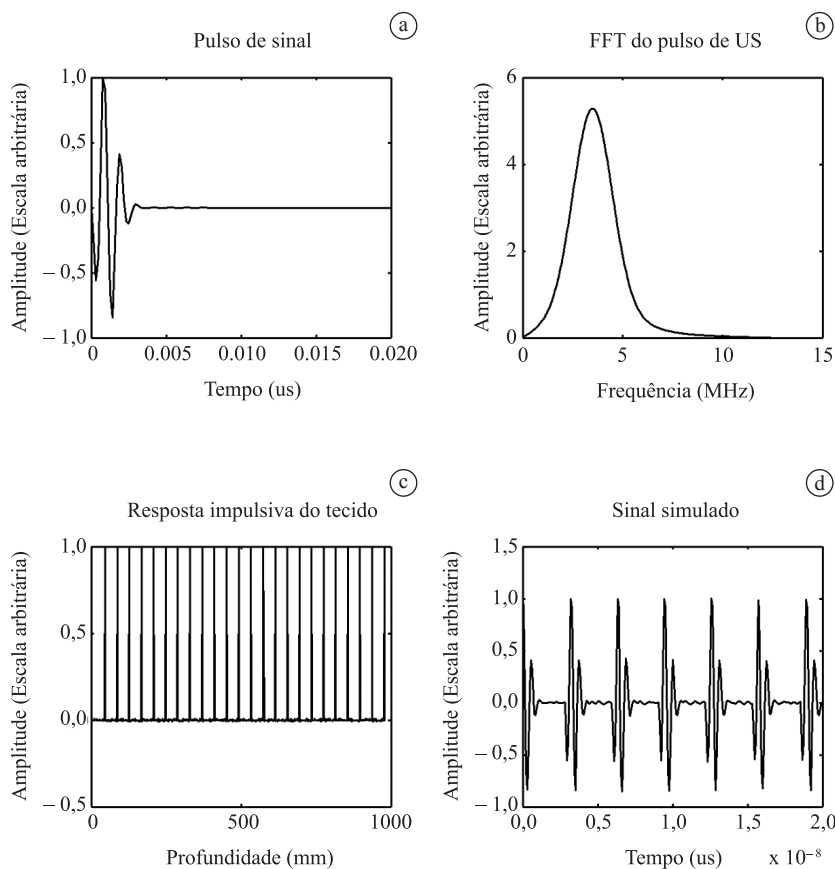 a
Pulso de sinal
Amplitude (Escala arbitrária)
1,0
0,5
0,0
– 0,5
– 1,0
0
0.005
0.010
0.015
0.020
Tempo (us)
b
FFT do pulso de US
Amplitude (Escala arbitrária)
6
4
2
0
0
5
10
15
Frequência (MHz)
c
Resposta impulsiva do tecido
Amplitude (Escala arbitrária)
1,0
0,5
0,0
– 0,5
0
500
1000
Profundidade (mm)
d
Sinal simulado
Amplitude (Escala arbitrária)
1,5
1,0
0,5
0,0
– 0,5
– 1,0
0,0
0,5
1,0
1,5
2,0
Tempo (us)
x 10⁻⁸